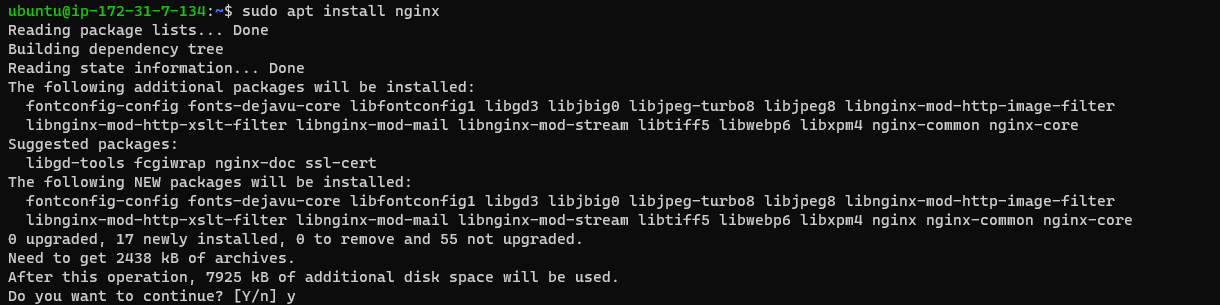 ubuntu@ip-172-31-7-134:~$ sudo apt install nginx
Reading package lists... Done
Building dependency tree
Reading state information... Done
The following additional packages will be installed:
  fontconfig-config fonts-dejavu-core libfontconfig1 libgd3 libjbig0 libjpeg-turbo8 libjpeg8 libnginx-mod-http-image-filter
  libnginx-mod-http-xslt-filter libnginx-mod-mail libnginx-mod-stream libtiff5 libwebp6 libxpm4 nginx-common nginx-core
Suggested packages:
  libgd-tools fcgiwrap nginx-doc ssl-cert
The following NEW packages will be installed:
  fontconfig-config fonts-dejavu-core libfontconfig1 libgd3 libjbig0 libjpeg-turbo8 libjpeg8 libnginx-mod-http-image-filter
  libnginx-mod-http-xslt-filter libnginx-mod-mail libnginx-mod-stream libtiff5 libwebp6 libxpm4 nginx nginx-common nginx-core
0 upgraded, 17 newly installed, 0 to remove and 55 not upgraded.
Need to get 2438 kB of archives.
After this operation, 7925 kB of additional disk space will be used.
Do you want to continue? [Y/n] y